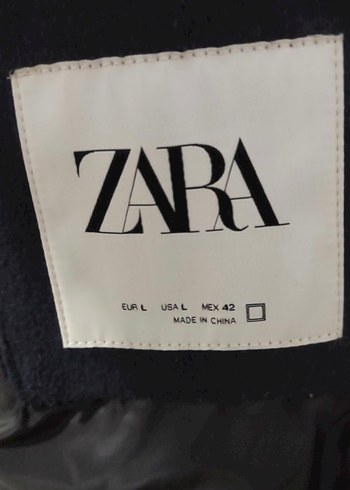 ZARA
EUR L USA L MEX 42
MADE IN CHINA